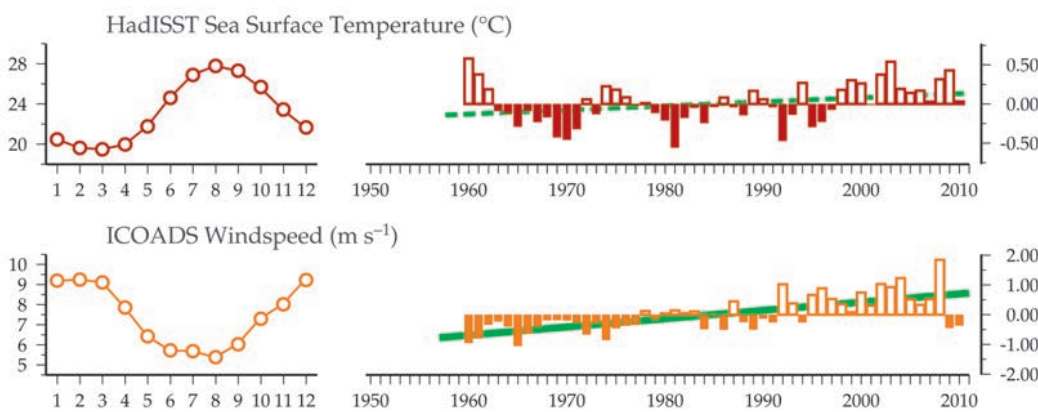 HadISST Sea Surface Temperature (°C)
28
24
20
0.50
0.00
-0.50
1 2 3 4 5 6 7 8 9 10 11 12
1950 1960 1970 1980 1990 2000 2010
ICOADS Windspeed (m s⁻¹)
10
9
8
7
6
5
2.00
1.00
0.00
-1.00
-2.00
1 2 3 4 5 6 7 8 9 10 11 12
1950 1960 1970 1980 1990 2000 2010